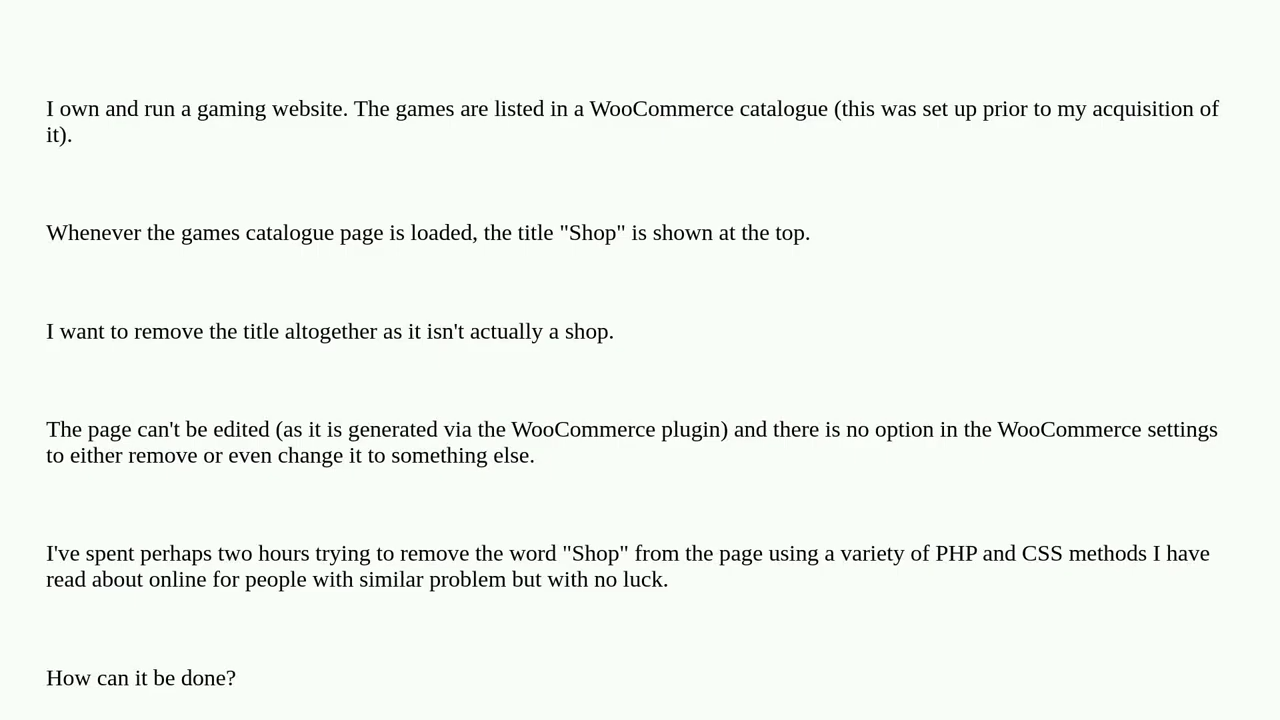 I own and run a gaming website. The games are listed in a WooCommerce catalogue (this was set up prior to my acquisition of
it).
Whenever the games catalogue page is loaded, the title "Shop" is shown at the top.
I want to remove the title altogether as it isn't actually a shop.
The page can't be edited (as it is generated via the WooCommerce plugin) and there is no option in the WooCommerce settings
to either remove or even change it to something else.
I've spent perhaps two hours trying to remove the word "Shop" from the page using a variety of PHP and CSS methods I have
read about online for people with similar problem but with no luck.
How can it be done?